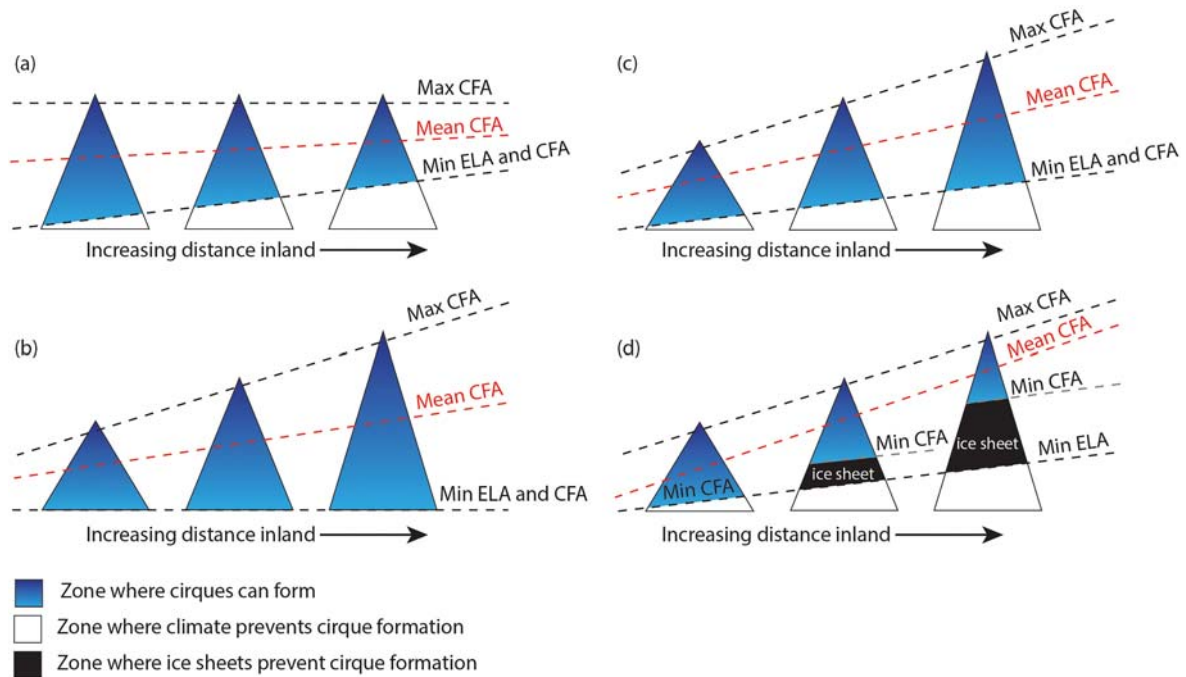 (a)
Max CFA
Mean CFA
Min ELA and CFA
Increasing distance inland
(b)
Max CFA
Mean CFA
Min ELA and CFA
Increasing distance inland
(c)
Max CFA
Mean CFA
Min ELA and CFA
Increasing distance inland
(d)
Max CFA
Mean CFA
Min CFA
Min CFA
ice sheet
ice sheet
Min ELA
Min CFA
Increasing distance inland
Zone where cirques can form
Zone where climate prevents cirque formation
Zone where ice sheets prevent cirque formation